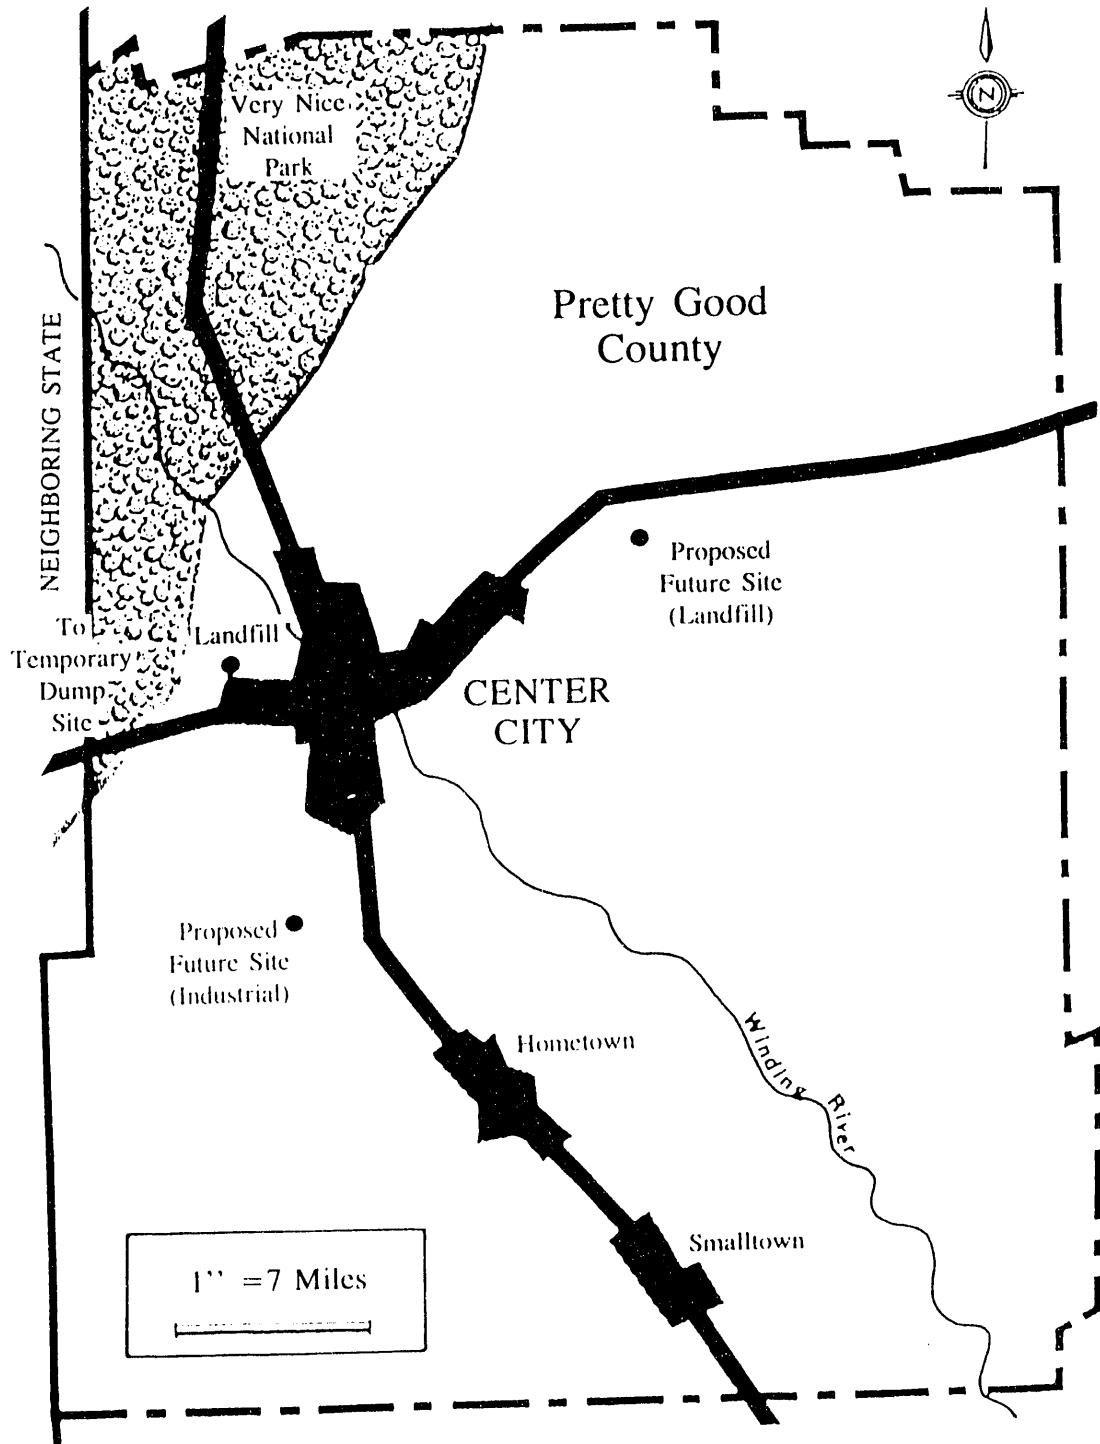 Very Nice
National
Park
N
Pretty Good
County
NEIGHBORING STATE
Proposed
Future Site
(Landfill)
To
Temporary
Dump
Site
Landfill
CENTER
CITY
Proposed
Future Site
(Industrial)
Hometown
Winding River
Smalltown
1’’ =7 Miles